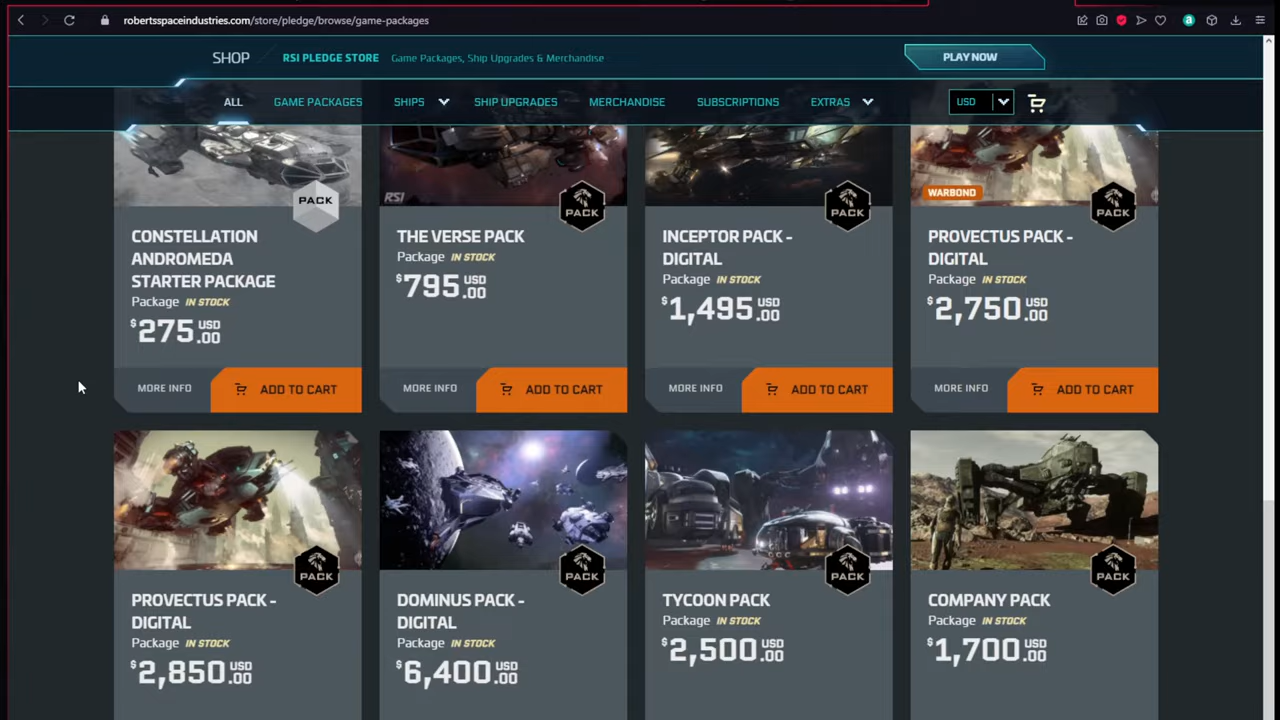 robertsspaceindustries.com/store/pledge/browse/game-packages
SHOP
RSI PLEDGE STORE
Game Packages, Ship Upgrades & Merchandise
PLAY NOW
ALL
GAME PACKAGES
SHIPS
SHIP UPGRADES
MERCHANDISE
SUBSCRIPTIONS
EXTRAS
USD
PACK
CONSTELLATION
ANDROMEDA
STARTER PACKAGE
Package IN STOCK
$275.00 USD
MORE INFO
ADD TO CART
RSI
PACK
THE VERSE PACK
Package IN STOCK
$795.00 USD
MORE INFO
ADD TO CART
PACK
INCEPTOR PACK -
DIGITAL
Package IN STOCK
$1,495.00 USD
MORE INFO
ADD TO CART
WARBOND
PACK
PROVECTUS PACK -
DIGITAL
Package IN STOCK
$2,750.00 USD
MORE INFO
ADD TO CART
PACK
PROVECTUS PACK -
DIGITAL
Package IN STOCK
$2,850.00 USD
PACK
DOMINUS PACK -
DIGITAL
Package IN STOCK
$6,400.00 USD
PACK
TYCOON PACK
Package IN STOCK
$2,500.00 USD
PACK
COMPANY PACK
Package IN STOCK
$1,700.00 USD